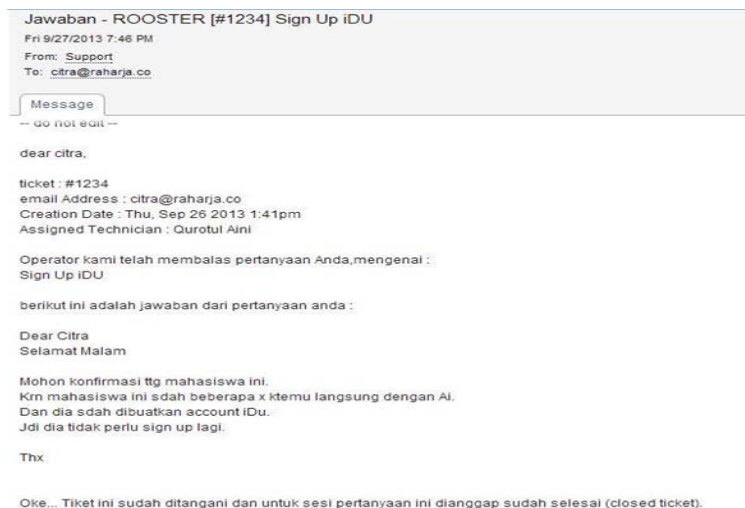 Jawaban - ROOSTER [#1234] Sign Up iDU
Fri 9/27/2013 7:46 PM
From: Support
To: citra@raharja.co
Message
-- do not edit --
dear citra,
ticket : #1234
email Address : citra@raharja.co
Creation Date : Thu, Sep 26 2013 1:41pm
Assigned Technician : Qurotul Aini
Operator kami telah membalas pertanyaan Anda,mengenai :
Sign Up iDU
berikut ini adalah jawaban dari pertanyaan anda :
Dear Citra
Selamat Malam
Mohon konfirmasi ttg mahasiswa ini.
Krn mahasiswa ini sdah beberapa x ktemu langsung dengan Ai.
Dan dia sdah dibuatkan account iDu.
Jdi dia tidak perlu sign up lagi.
Thx
Oke... Tiket ini sudah ditangani dan untuk sesi pertanyaan ini dianggap sudah selesai (closed ticket).